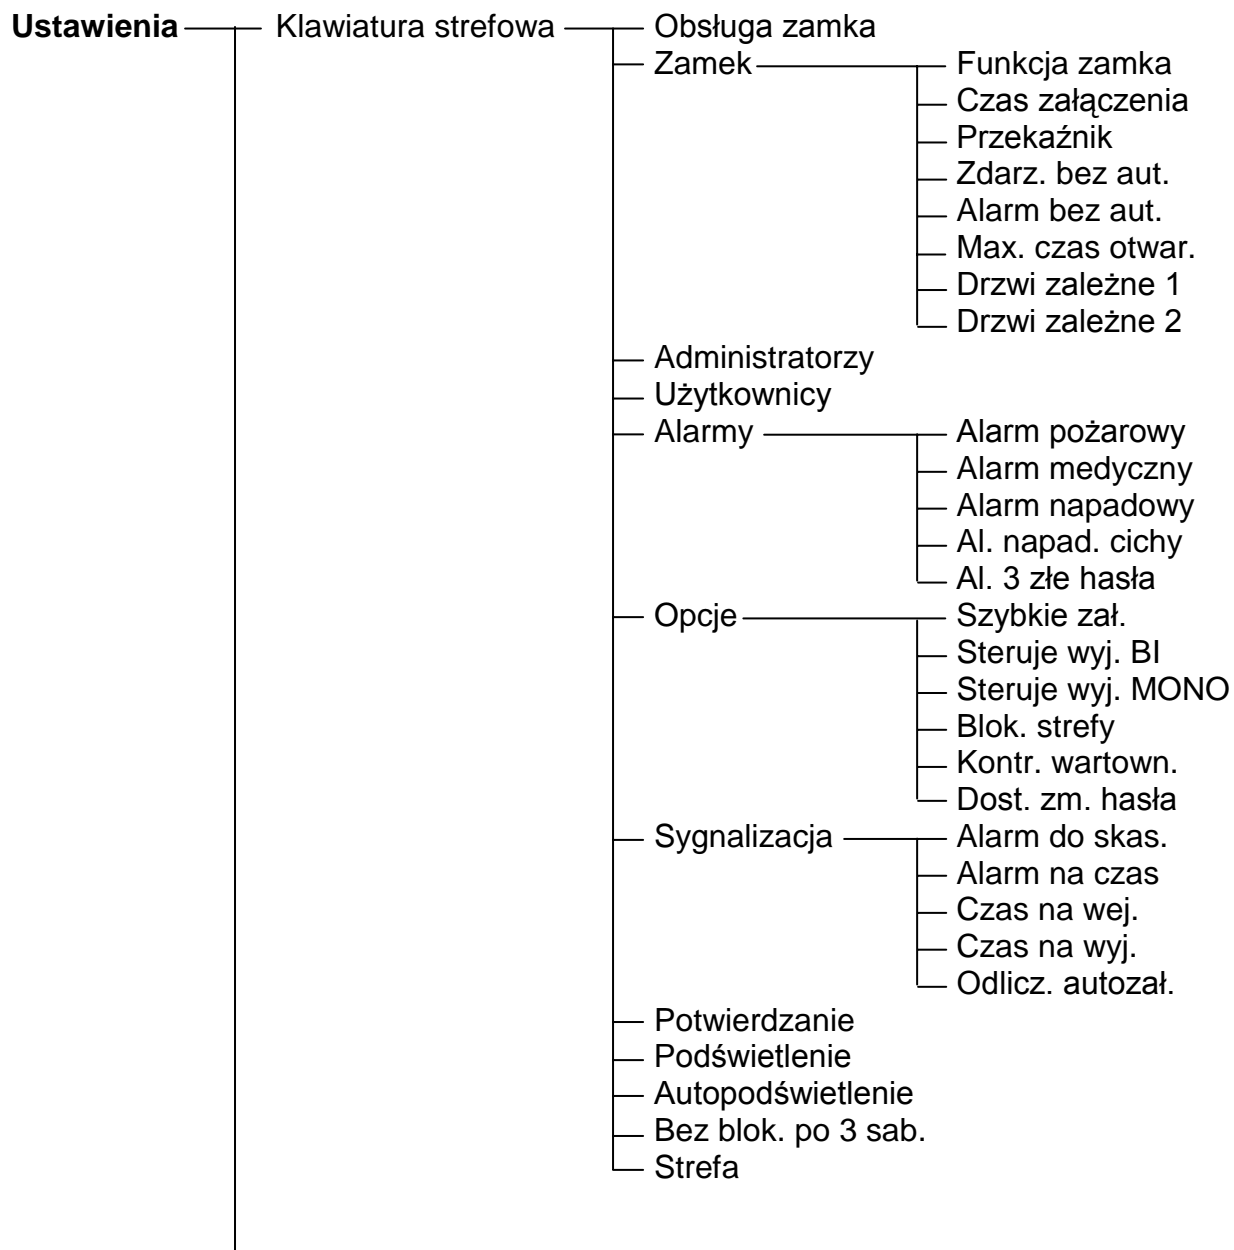 Ustawienia Klawiatura strefowa Obsługa zamka
Zamek Funkcja zamka
Czas załączenia
Przekaźnik
Zdarz. bez aut.
Alarm bez aut.
Max. czas otwar.
Drzwi zależne 1
Drzwi zależne 2
Administratorzy
Użytkownicy
Alarmy Alarm pożarowy
Alarm medyczny
Alarm napadowy
Al. napad. cichy
Al. 3 złe hasła
Opcje Szybkie zał.
Steruje wyj. BI
Steruje wyj. MONO
Blok. strefy
Kontr. wartown.
Dost. zm. hasła
Sygnalizacja Alarm do skas.
Alarm na czas
Czas na wej.
Czas na wyj.
Odlicz. autozał.
Potwierdzanie
Podświetlenie
Autopodświetlenie
Bez blok. po 3 sab.
Strefa